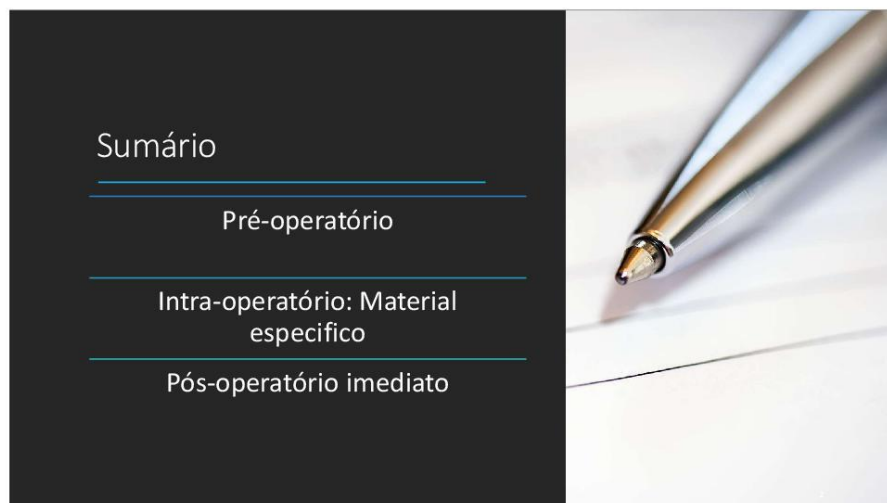 Sumário
Pré-operatório
Intra-operatório: Material
especifico
Pós-operatório imediato